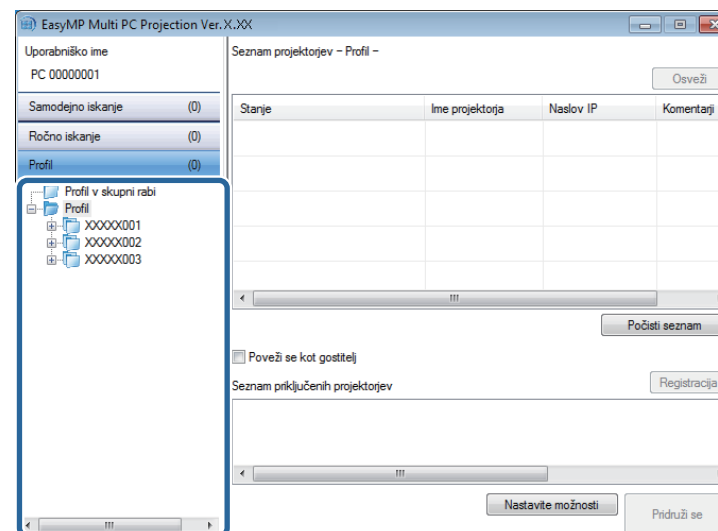 EasyMP Multi PC Projection Ver.X.XX
Uporabniško ime
PC 00000001
Samodejno iskanje (0)
Ročno iskanje (0)
Profil (0)
Profil v skupni rabi
Profil
XXXXX001
XXXXX002
XXXXX003
Seznam projektorjev - Profil -
Osveži
Stanje Ime projektorja Naslov IP Komentarji
Počisti seznam
Poveži se kot gostitelj
Seznam priključenih projektorjev
Registracija
Nastavite možnosti
Pridruži se